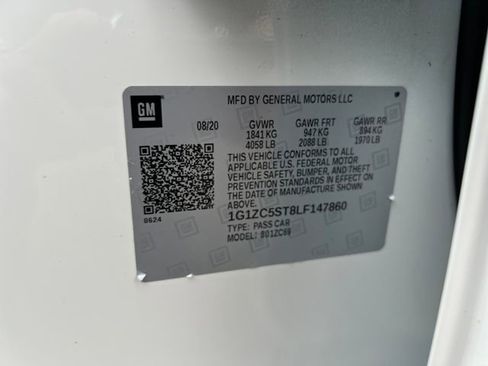 GM
MFD BY GENERAL MOTORS LLC
08/20 GVWR GAWR FRT GAWR RR
1841 KG 947 KG 894 KG
4058 LB 2088 LB 1970 LB
THIS VEHICLE CONFORMS TO ALL
APPLICABLE U.S. FEDERAL MOTOR
VEHICLE SAFETY, BUMPER, AND THEFT
PREVENTION STANDARDS IN EFFECT ON
THE DATE OF MANUFACTURE SHOWN
ABOVE.
1G1ZC5ST8LF147860
TYPE: PASS CAR
0624